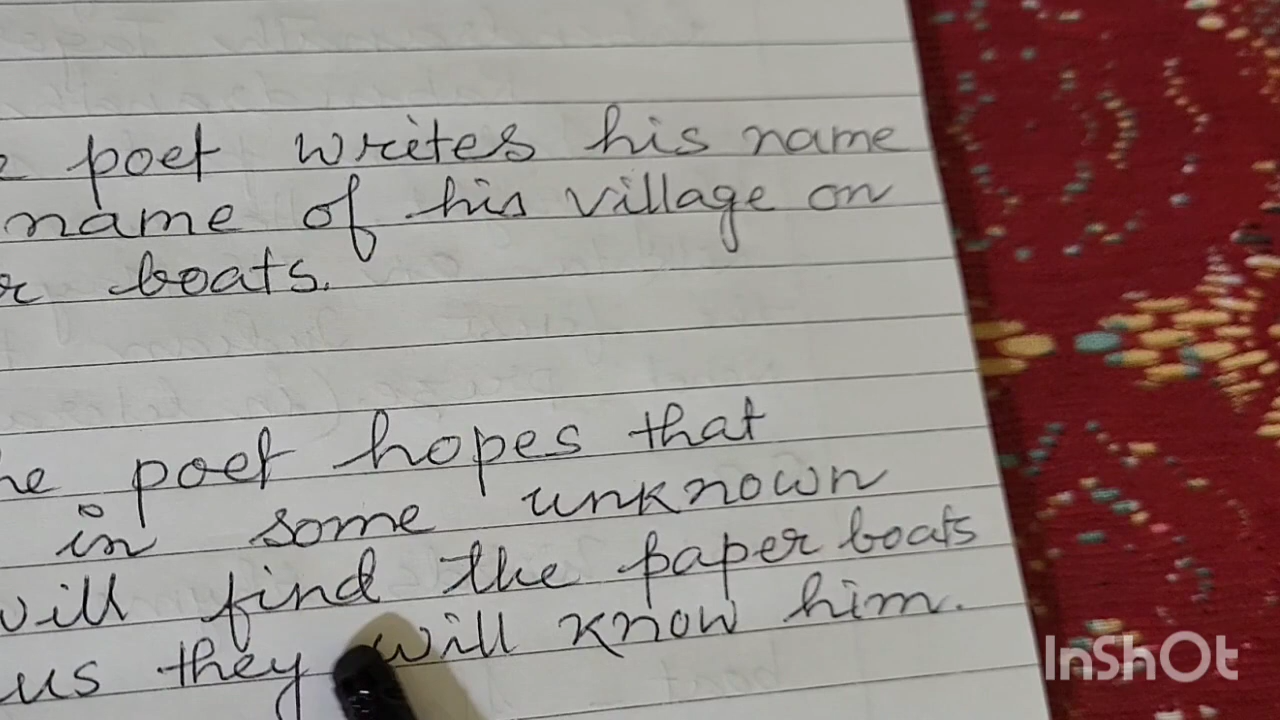 poet writes his name
name of his village on
boats.
poet hopes that
in some unknown
will find the paper boats
us they will know him.
InShOt